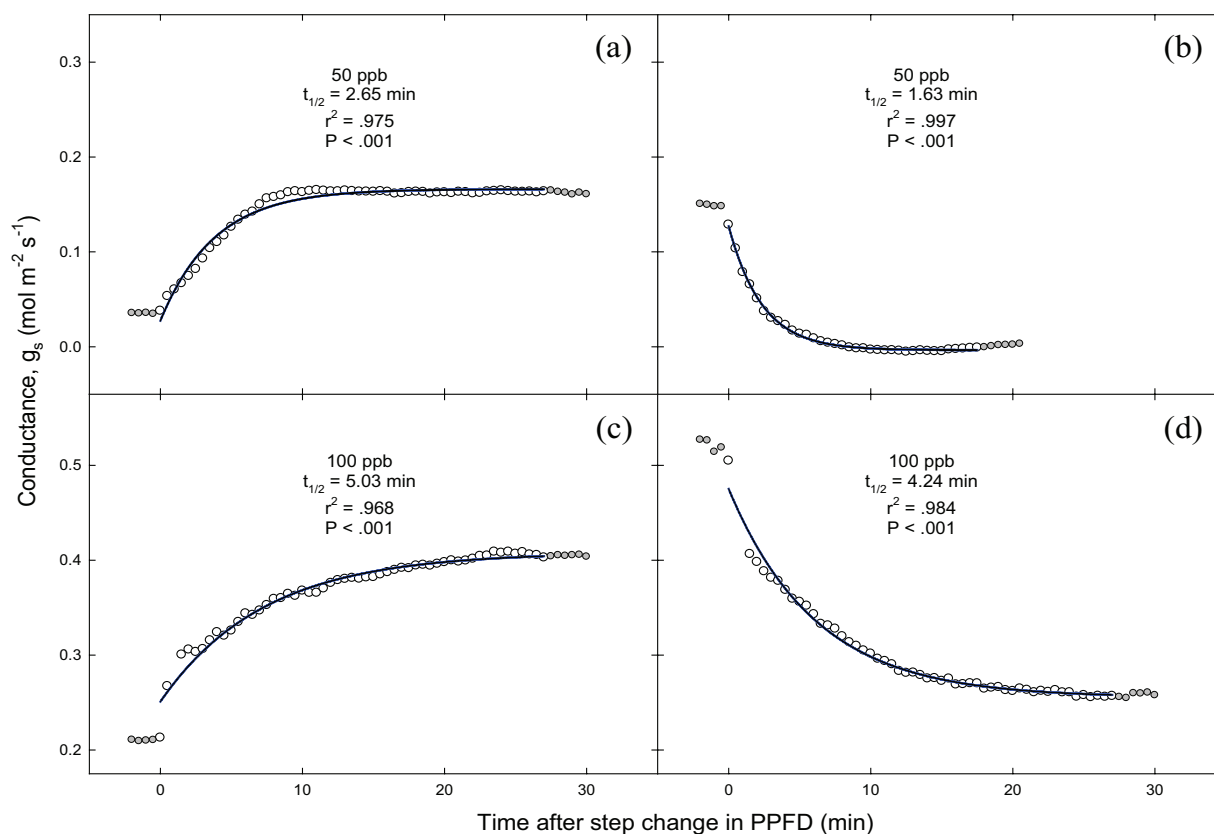 (a)
50 ppb
t1/2 = 2.65 min
r2 = .975
P < .001
(b)
50 ppb
t1/2 = 1.63 min
r2 = .997
P < .001
0.3
0.2
0.1
0.0
Conductance, gs (mol m-2 s-1)
(c)
100 ppb
t1/2 = 5.03 min
r2 = .968
P < .001
(d)
100 ppb
t1/2 = 4.24 min
r2 = .984
P < .001
0.5
0.4
0.3
0.2
0 10 20 30 0 10 20 30
Time after step change in PPFD (min)